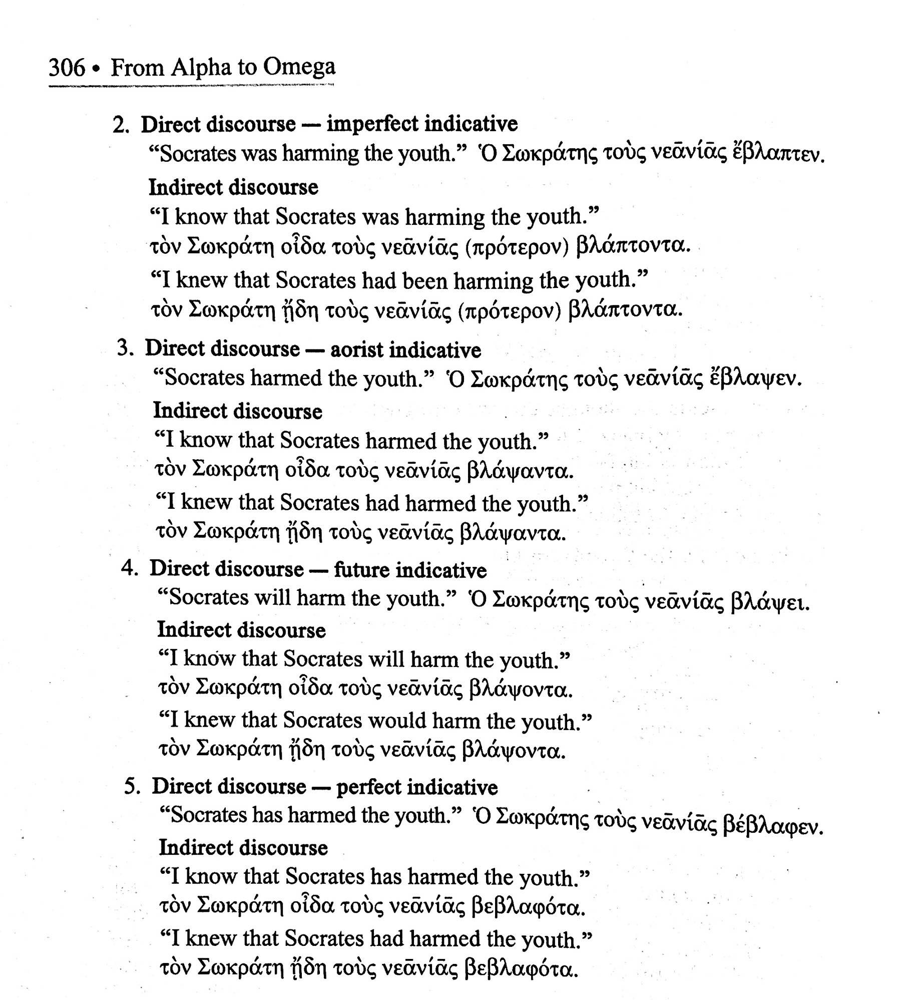 306 • From Alpha to Omega
2. Direct discourse — imperfect indicative
“Socrates was harming the youth.” Ὁ Σωκράτης τοὺς νεᾱνίᾱς ἔβλαπτεν.
Indirect discourse
“I know that Socrates was harming the youth.”
τὸν Σωκράτη οἶδα τοὺς νεᾱνίᾱς (πρότερον) βλάπτοντα.
“I knew that Socrates had been harming the youth.”
τὸν Σωκράτη ᾔδη τοὺς νεᾱνίᾱς (πρότερον) βλάπτοντα.
3. Direct discourse — aorist indicative
“Socrates harmed the youth.” Ὁ Σωκράτης τοὺς νεᾱνίᾱς ἔβλαψεν.
Indirect discourse
“I know that Socrates harmed the youth.”
τὸν Σωκράτη οἶδα τοὺς νεᾱνίᾱς βλάψαντα.
“I knew that Socrates had harmed the youth.”
τὸν Σωκράτη ᾔδη τοὺς νεᾱνίᾱς βλάψαντα.
4. Direct discourse — future indicative
“Socrates will harm the youth.” Ὁ Σωκράτης τοὺς νεᾱνίᾱς βλάψει.
Indirect discourse
“I know that Socrates will harm the youth.”
τὸν Σωκράτη οἶδα τοὺς νεᾱνίᾱς βλάψοντα.
“I knew that Socrates would harm the youth.”
τὸν Σωκράτη ᾔδη τοὺς νεᾱνίᾱς βλάψοντα.
5. Direct discourse — perfect indicative
“Socrates has harmed the youth.” Ὁ Σωκράτης τοὺς νεᾱνίᾱς βέβλαφεν.
Indirect discourse
“I know that Socrates has harmed the youth.”
τὸν Σωκράτη οἶδα τοὺς νεᾱνίᾱς βεβλαφότα.
“I knew that Socrates had harmed the youth.”
τὸν Σωκράτη ᾔδη τοὺς νεᾱνίᾱς βεβλαφότα.